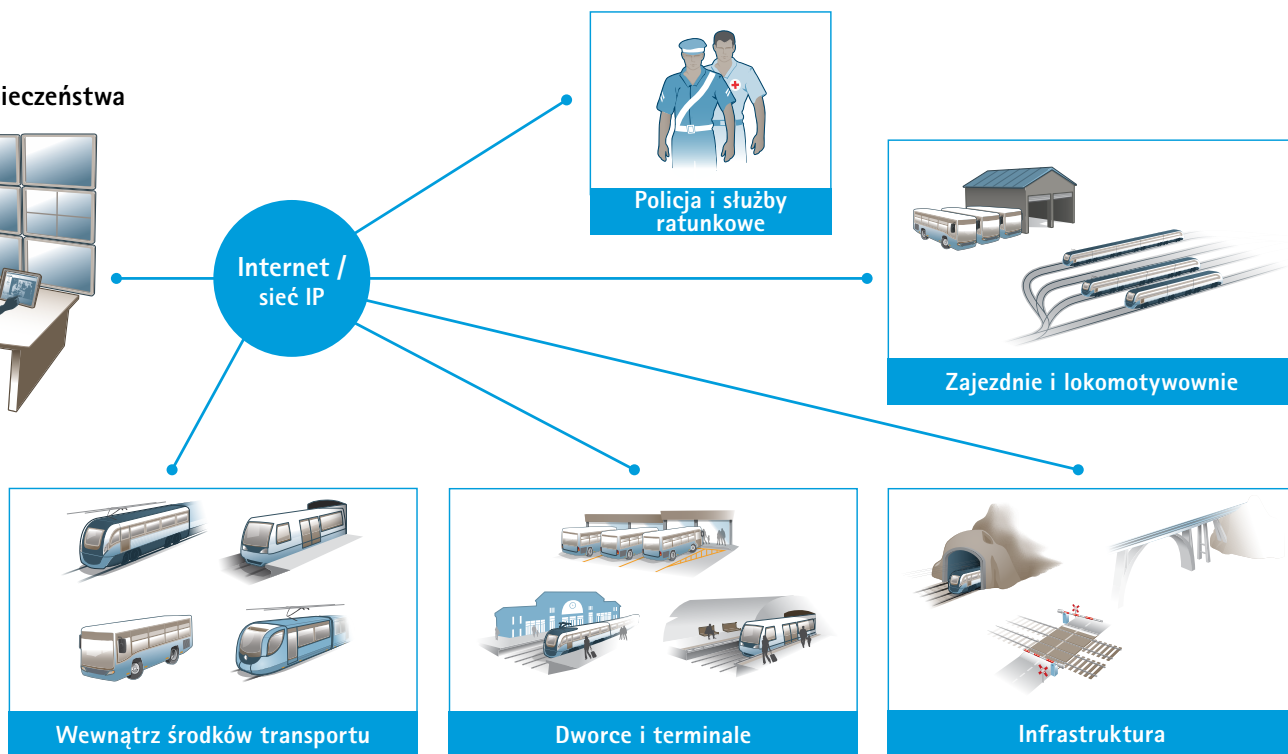 ieczeństwa
Policja i służby
ratunkowe
Internet /
sieć IP
Zajezdnie i lokomotywownie
Wewnątrz środków transportu
Dworce i terminale
Infrastruktura